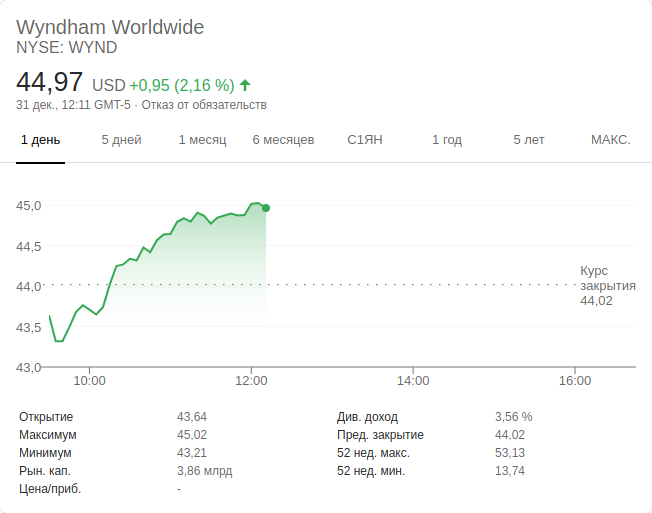 Wyndham Worldwide
NYSE: WYND
44,97 USD +0,95 (2,16 %)
31 дек., 12:11 GMT-5 · Отказ от обязательств
1 день 5 дней 1 месяц 6 месяцев С1ЯН 1 год 5 лет МАКС.
45,0
44,5
44,0
43,5
43,0
Курс
закрытия
44,02
10:00 12:00 14:00 16:00
Открытие 43,64 Див. доход 3,56 %
Максимум 45,02 Пред. закрытие 44,02
Минимум 43,21 52 нед. макс. 53,13
Рын. кап. 3,86 млрд 52 нед. мин. 13,74
Цена/приб. -